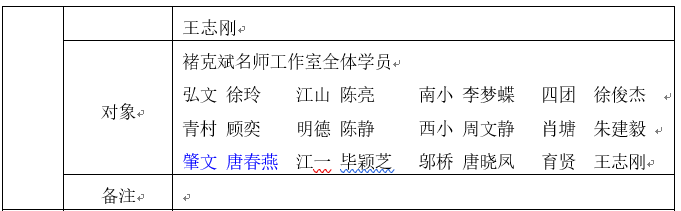 王志刚
褚克斌名师工作室全体学员
弘文 徐玲 江山 陈亮 南小 李梦蝶 四团 徐俊杰
对象
青村 顾奕 明德 陈静 西小 周文静 肖塘 朱建毅
肇文 唐春燕 江一 毕颖芝 邬桥 唐晓凤 育贤 王志刚
备注